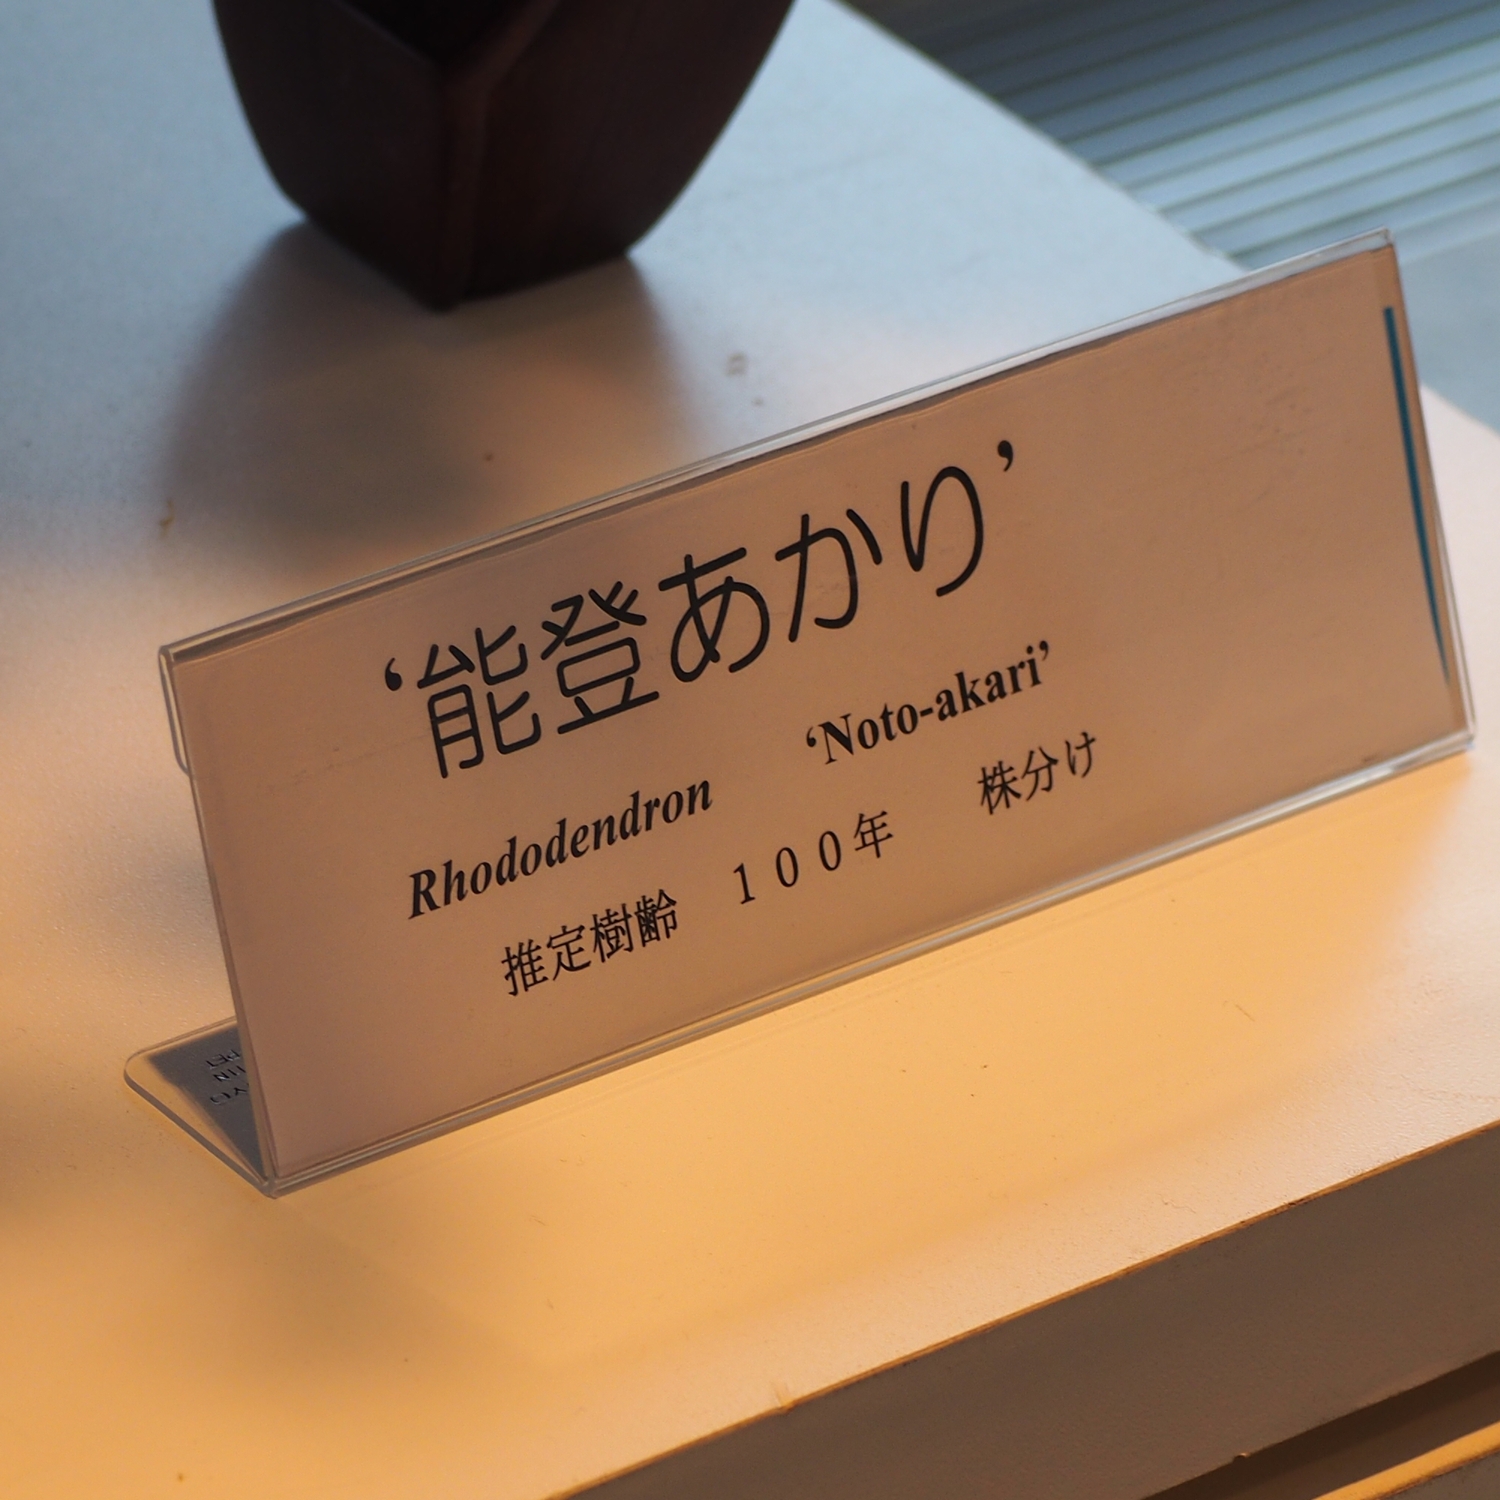 ‘能登あかり’
Rhododendron ‘Noto-akari’
推定樹齢 １００年 株分け